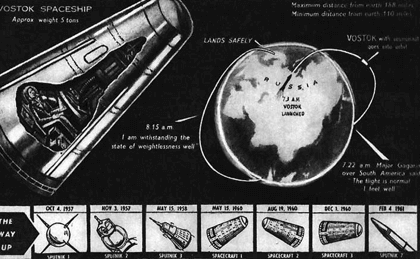 VOSTOK SPACESHIP
Approx weight 5 tons
Maximum distance from earth 188 miles
Minimum distance from earth 110 miles
LANDS SAFELY
VOSTOK with
goes into orbit
RUSSIA
7.3 A.M.
VOSTOK
LAUNCHED
8.15 a.m.
I am withstanding the
state of weightlessness well
7.22 a.m. Major Gagarin
over South America said
The flight is normal
I feel well
THE
WAY
UP
OCT 4, 1957
NOV 3, 1957
MAY 15, 1958
MAY 15, 1960
AUG 19, 1960
DEC 1, 1960
FEB 4 1961
SPUTNIK 1
SPUTNIK 2
SPUTNIK 3
SPACECRAFT 1
SPACECRAFT 2
SPACECRAFT 3
SPUTNIK 7